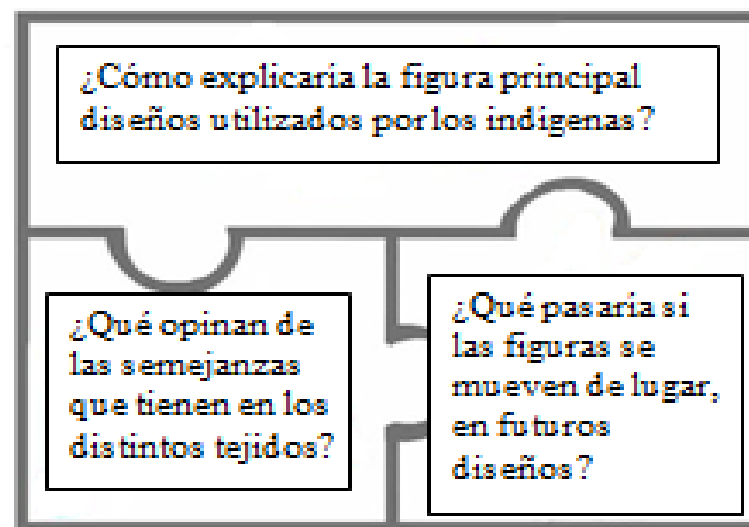 ¿Cómo explicaria la figura principal
diseños utilizados por los indigenas?
¿Qué opinan de
las semejanzas
que tienen en los
distintos tejidos?
¿Qué pasaria si
las figuras se
mueven de lugar,
en futuros
diseños?